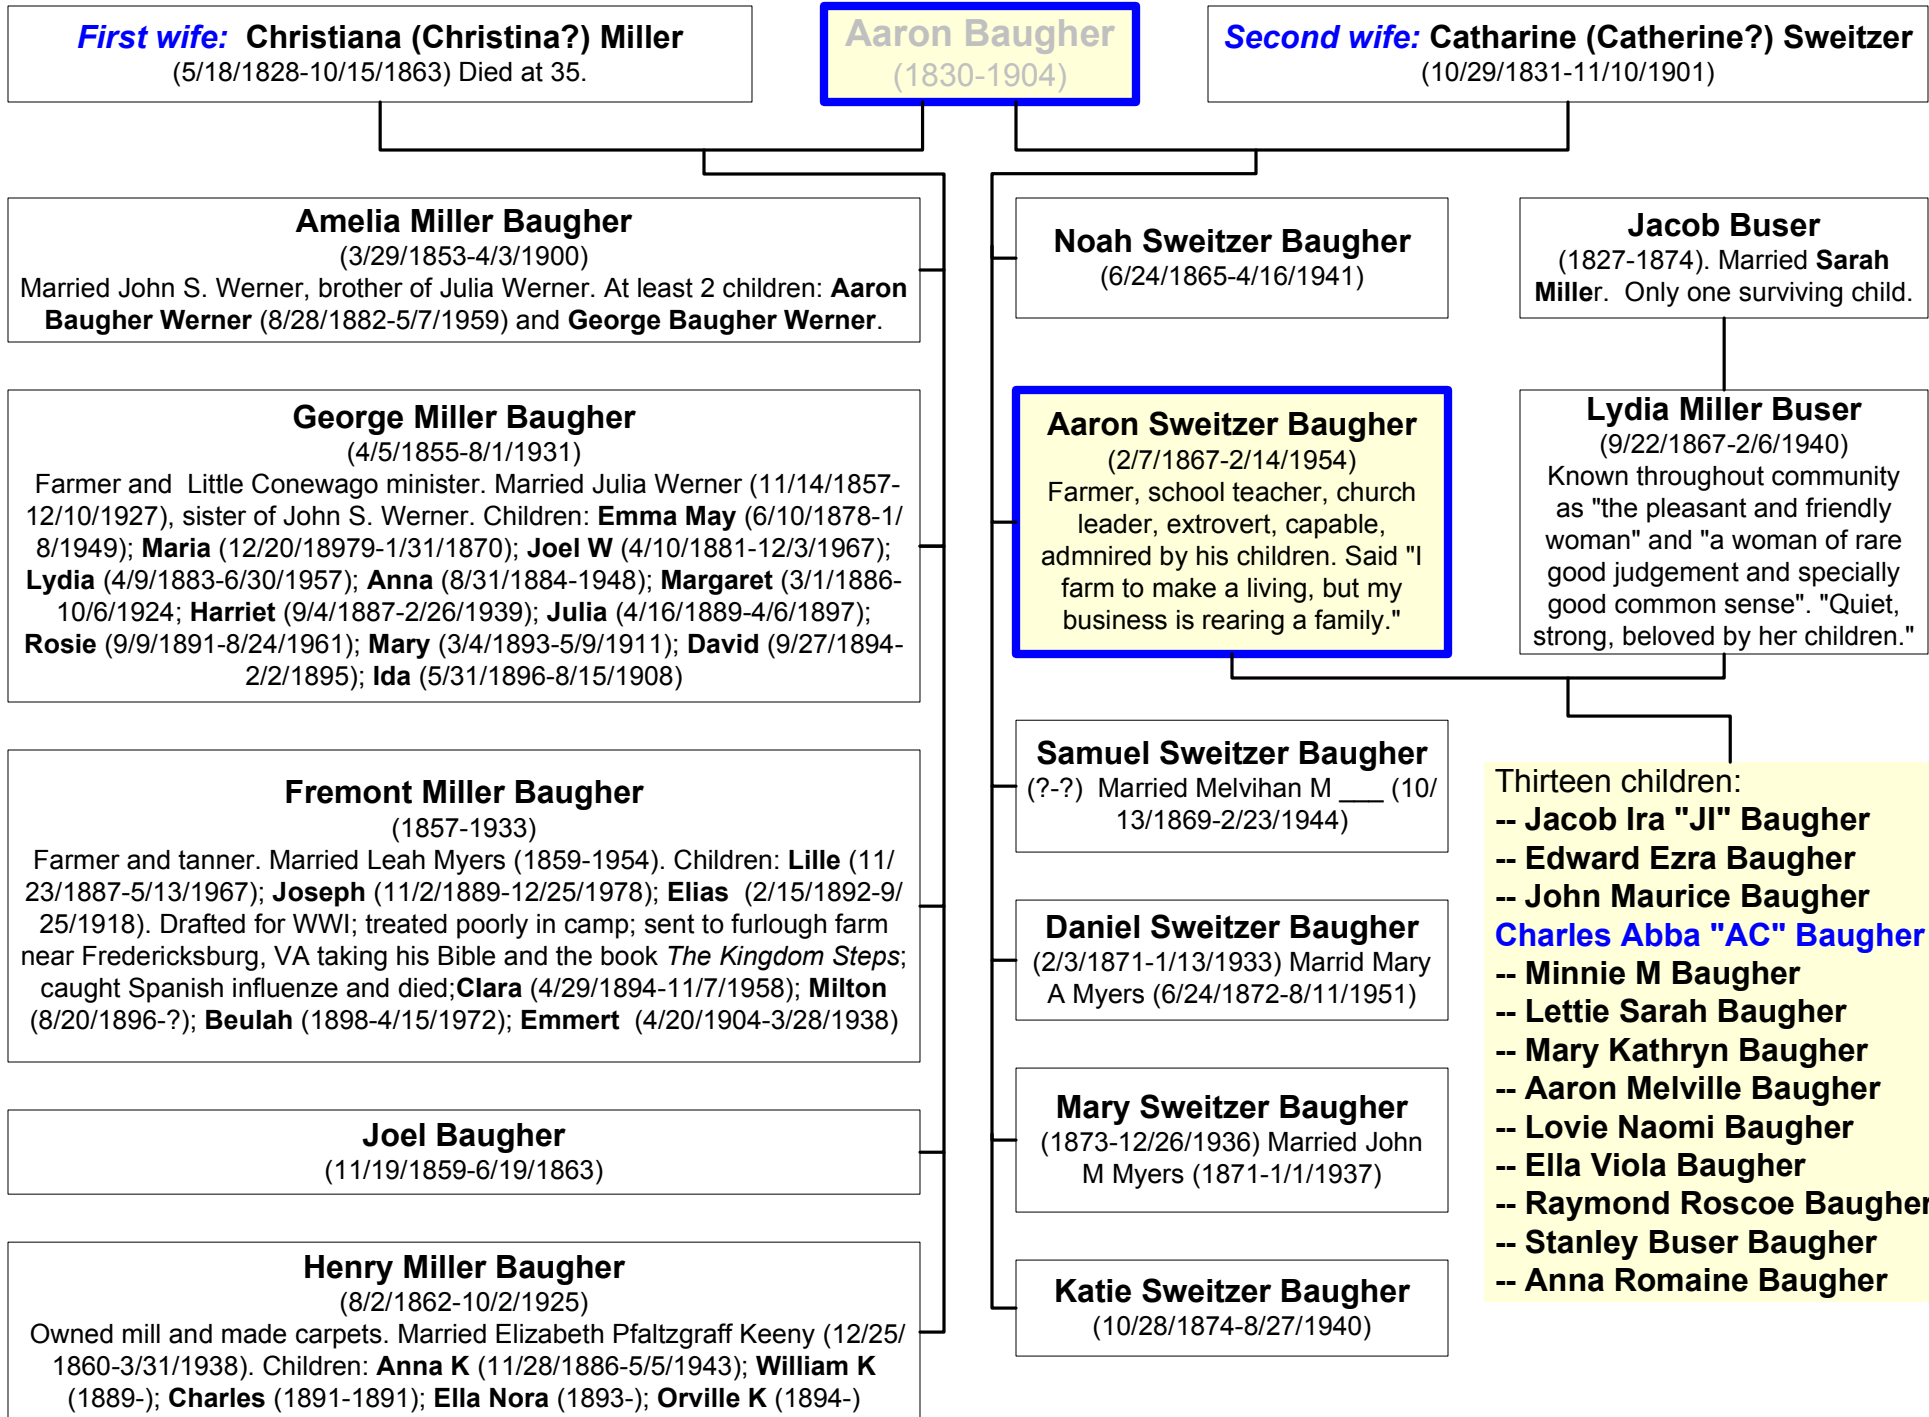 First wife: Christiana (Christina?) Miller
(5/18/1828-10/15/1863) Died at 35.
Aaron Baugher
(1830-1904)
Second wife: Catharine (Catherine?) Sweitzer
(10/29/1831-11/10/1901)
Amelia Miller Baugher
(3/29/1853-4/3/1900)
Married John S. Werner, brother of Julia Werner. At least 2 children: Aaron
Baugher Werner (8/28/1882-5/7/1959) and George Baugher Werner.
George Miller Baugher
(4/5/1855-8/1/1931)
Farmer and  Little Conewago minister. Married Julia Werner (11/14/1857-
12/10/1927), sister of John S. Werner. Children: Emma May (6/10/1878-1/
8/1949); Maria (12/20/18979-1/31/1870); Joel W (4/10/1881-12/3/1967);
Lydia (4/9/1883-6/30/1957); Anna (8/31/1884-1948); Margaret (3/1/1886-
10/6/1924; Harriet (9/4/1887-2/26/1939); Julia (4/16/1889-4/6/1897);
Rosie (9/9/1891-8/24/1961); Mary (3/4/1893-5/9/1911); David (9/27/1894-
2/2/1895); Ida (5/31/1896-8/15/1908)
Fremont Miller Baugher
(1857-1933)
Farmer and tanner. Married Leah Myers (1859-1954). Children: Lille (11/
23/1887-5/13/1967); Joseph (11/2/1889-12/25/1978); Elias  (2/15/1892-9/
25/1918). Drafted for WWI; treated poorly in camp; sent to furlough farm
near Fredericksburg, VA taking his Bible and the book The Kingdom Steps;
caught Spanish influenze and died;Clara (4/29/1894-11/7/1958); Milton
(8/20/1896-?); Beulah (1898-4/15/1972); Emmert  (4/20/1904-3/28/1938)
Joel Baugher
(11/19/1859-6/19/1863)
Henry Miller Baugher
(8/2/1862-10/2/1925)
Owned mill and made carpets. Married Elizabeth Pfaltzgraff Keeny (12/25/
1860-3/31/1938). Children: Anna K (11/28/1886-5/5/1943); William K
(1889-); Charles (1891-1891); Ella Nora (1893-); Orville K (1894-)
Noah Sweitzer Baugher
(6/24/1865-4/16/1941)
Aaron Sweitzer Baugher
(2/7/1867-2/14/1954)
Farmer, school teacher, church
leader, extrovert, capable,
admnired by his children. Said "I
farm to make a living, but my
business is rearing a family."
Samuel Sweitzer Baugher
(?-?)  Married Melvihan M ___ (10/
13/1869-2/23/1944)
Daniel Sweitzer Baugher
(2/3/1871-1/13/1933) Marrid Mary
A Myers (6/24/1872-8/11/1951)
Mary Sweitzer Baugher
(1873-12/26/1936) Married John
M Myers (1871-1/1/1937)
Katie Sweitzer Baugher
(10/28/1874-8/27/1940)
Jacob Buser
(1827-1874). Married Sarah
Miller.  Only one surviving child.
Lydia Miller Buser
(9/22/1867-2/6/1940)
Known throughout community
as "the pleasant and friendly
woman" and "a woman of rare
good judgement and specially
good common sense". "Quiet,
strong, beloved by her children."
Thirteen children:
-- Jacob Ira "JI" Baugher
-- Edward Ezra Baugher
-- John Maurice Baugher
Charles Abba "AC" Baugher
-- Minnie M Baugher
-- Lettie Sarah Baugher
-- Mary Kathryn Baugher
-- Aaron Melville Baugher
-- Lovie Naomi Baugher
-- Ella Viola Baugher
-- Raymond Roscoe Baugher
-- Stanley Buser Baugher
-- Anna Romaine Baugher